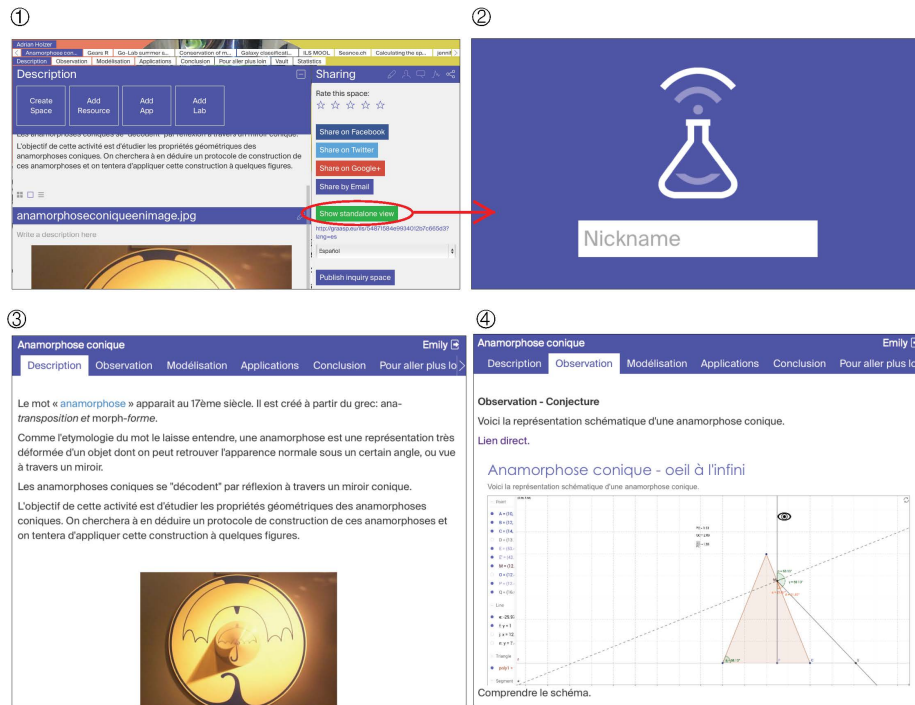 ①
Adrian Holzer
Anamorphose con... Gears R Go-Lab summer s... Conservation of m... Galaxy classificati... ILS MOOL Seance.ch Calculating the sp... jennif
Description Observation Modélisation Applications Conclusion Pour aller plus loin Vault Statistics
Description
Create Space
Add Resource
Add App
Add Lab
Les anamorphoses coniques se "décodent" par réflexion à travers un miroir conique.
L'objectif de cette activité est d'étudier les propriétés géométriques des
anamorphoses coniques. On cherchera à en déduire un protocole de construction de
ces anamorphoses et on tentera d'appliquer cette construction à quelques figures.
anamorphoseconiqueenimage.jpg
Write a description here
Sharing
Rate this space:
Share on Facebook
Share on Twitter
Share on Google+
Share by Email
Show standalone view
lang=es
Español
Publish inquiry space
②
Nickname
③
Anamorphose conique Emily
Description Observation Modélisation Applications Conclusion Pour aller plus lo
Le mot « anamorphose » apparait au 17ème siècle. Il est créé à partir du grec: ana-
transposition et morph-forme.
Comme l'etymologie du mot le laisse entendre, une anamorphose est une représentation très
déformée d'un objet dont on peut retrouver l'apparence normale sous un certain angle, ou vue
à travers un miroir.
Les anamorphoses coniques se "décodent" par réflexion à travers un miroir conique.
L'objectif de cette activité est d'étudier les propriétés géométriques des anamorphoses
coniques. On cherchera à en déduire un protocole de construction de ces anamorphoses et
on tentera d'appliquer cette construction à quelques figures.
④
Anamorphose conique Emily
Description Observation Modélisation Applications Conclusion Pour aller plus lo
Observation - Conjecture
Voici la représentation schématique d'une anamorphose conique.
Lien direct.
Anamorphose conique - oeil à l'infini
Voici la représentation schématique d'une anamorphose conique.
Triangle
Segment
Comprendre le schéma.